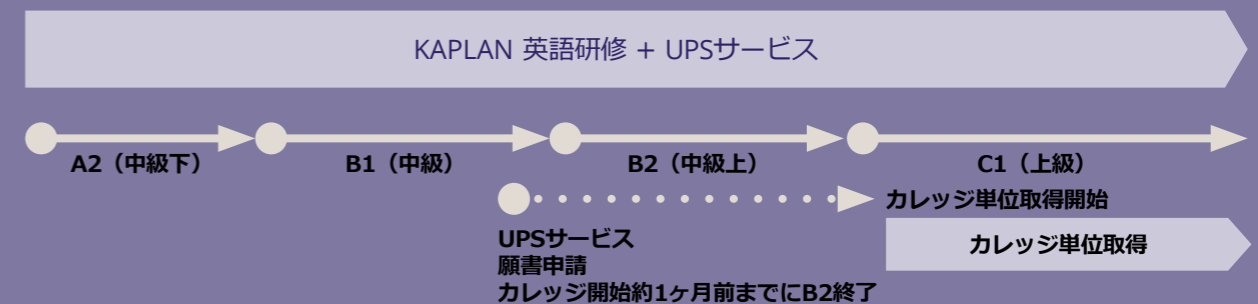 KAPLAN 英語研修 + UPSサービス
A2（中級下）
B1（中級）
B2（中級上）
C1（上級）
カレッジ単位取得開始
カレッジ単位取得
UPSサービス
願書申請
カレッジ開始約1ヶ月前までにB2終了